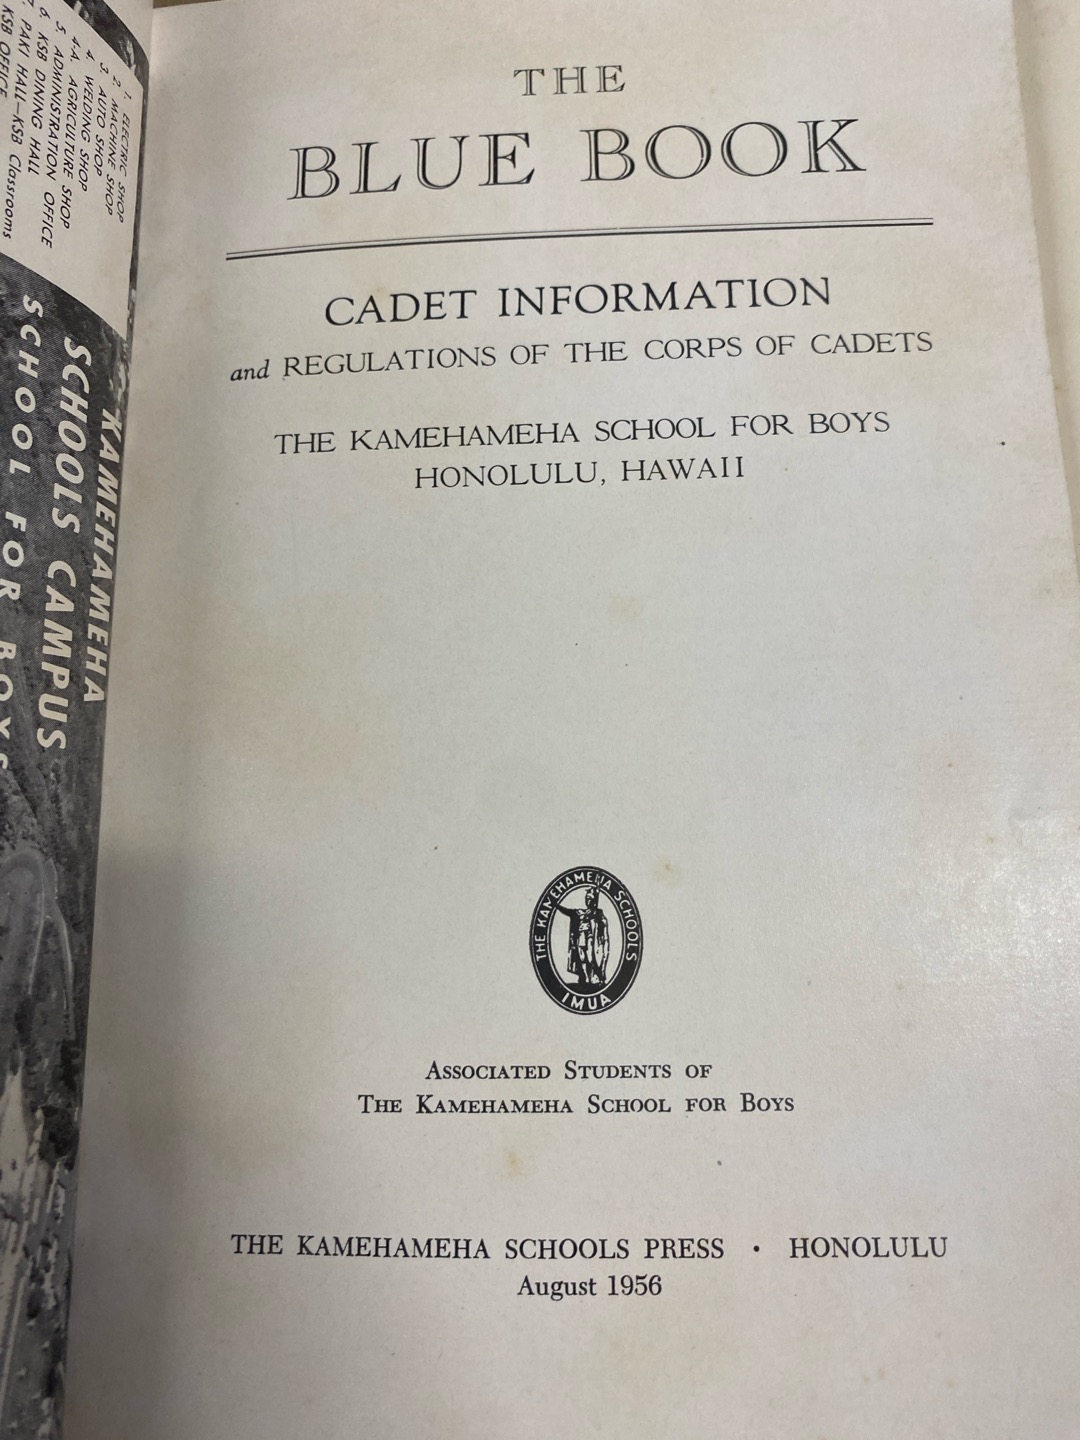 1. ELECTRIC SHOP
2. MACHINE SHOP
3. AUTO SHOP
4. WELDING SHOP
4-A. AGRICULTURE SHOP
5. ADMINISTRATION OFFICE
6. KSB DINING HALL
7. PAKI HALL—KSB Classrooms
KSB OFFICE
KAMEHAMEHA
SCHOOLS CAMPUS
SCHOOL FOR BOYS
THE
BLUE BOOK
CADET INFORMATION
and REGULATIONS OF THE CORPS OF CADETS
THE KAMEHAMEHA SCHOOL FOR BOYS
HONOLULU, HAWAII
THE KAMEHAMEHA SCHOOLS
IMUA
ASSOCIATED STUDENTS OF
THE KAMEHAMEHA SCHOOL FOR BOYS
THE KAMEHAMEHA SCHOOLS PRESS • HONOLULU
August 1956